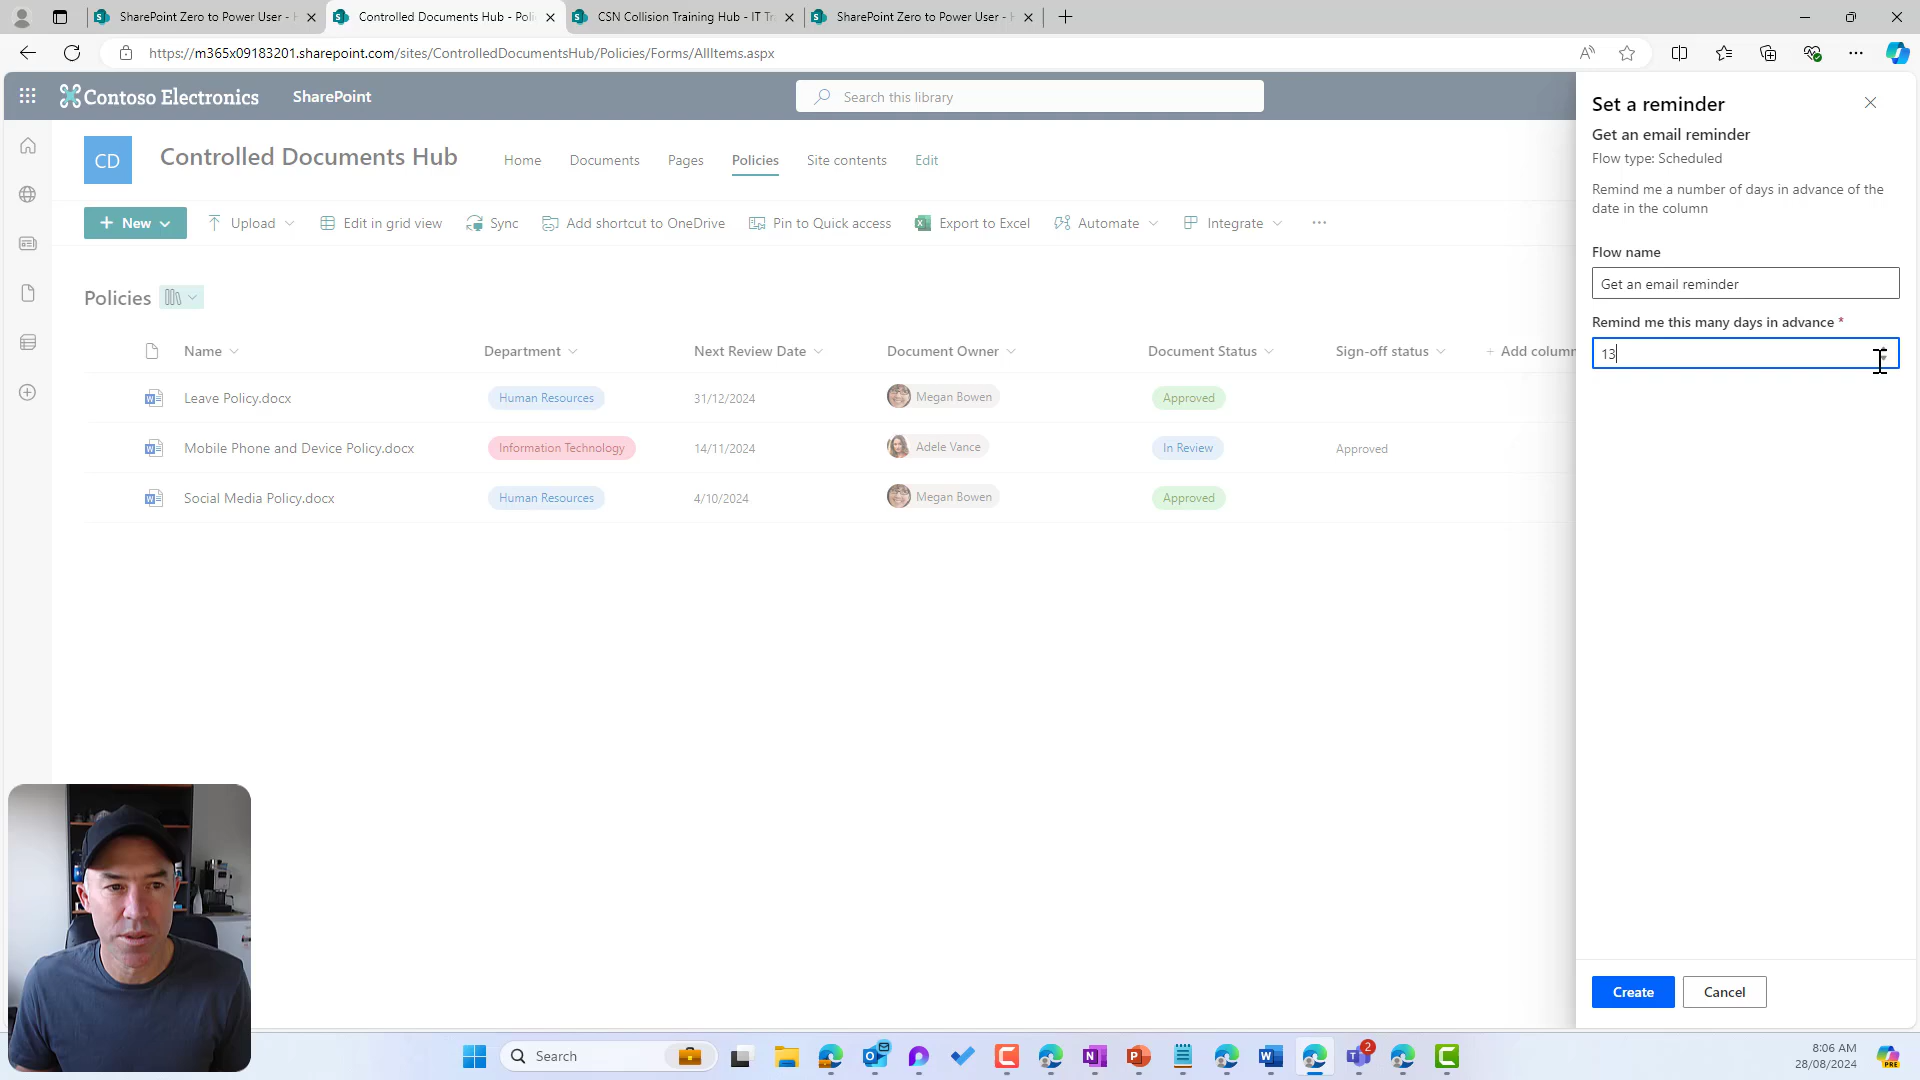 SharePoint Zero to Power User -
Controlled Documents Hub - Poli
CSN Collision Training Hub - IT Tr
SharePoint Zero to Power User -
https://m365x09183201.sharepoint.com/sites/ControlledDocumentsHub/Policies/Forms/AllItems.aspx
Contoso Electronics
SharePoint
Search this library
CD
Controlled Documents Hub
Home
Documents
Pages
Policies
Site contents
Edit
New
Upload
Edit in grid view
Sync
Add shortcut to OneDrive
Pin to Quick access
Export to Excel
Automate
Integrate
Policies
Name
Department
Next Review Date
Document Owner
Document Status
Sign-off status
+ Add column
Leave Policy.docx
Human Resources
31/12/2024
Megan Bowen
Approved
Mobile Phone and Device Policy.docx
Information Technology
14/11/2024
Adele Vance
In Review
Approved
Social Media Policy.docx
Human Resources
4/10/2024
Megan Bowen
Approved
Set a reminder
Get an email reminder
Flow type: Scheduled
Remind me a number of days in advance of the
date in the column
Flow name
Get an email reminder
Remind me this many days in advance *
13
Create
Cancel
Search
2
8:06 AM
28/08/2024
PRE